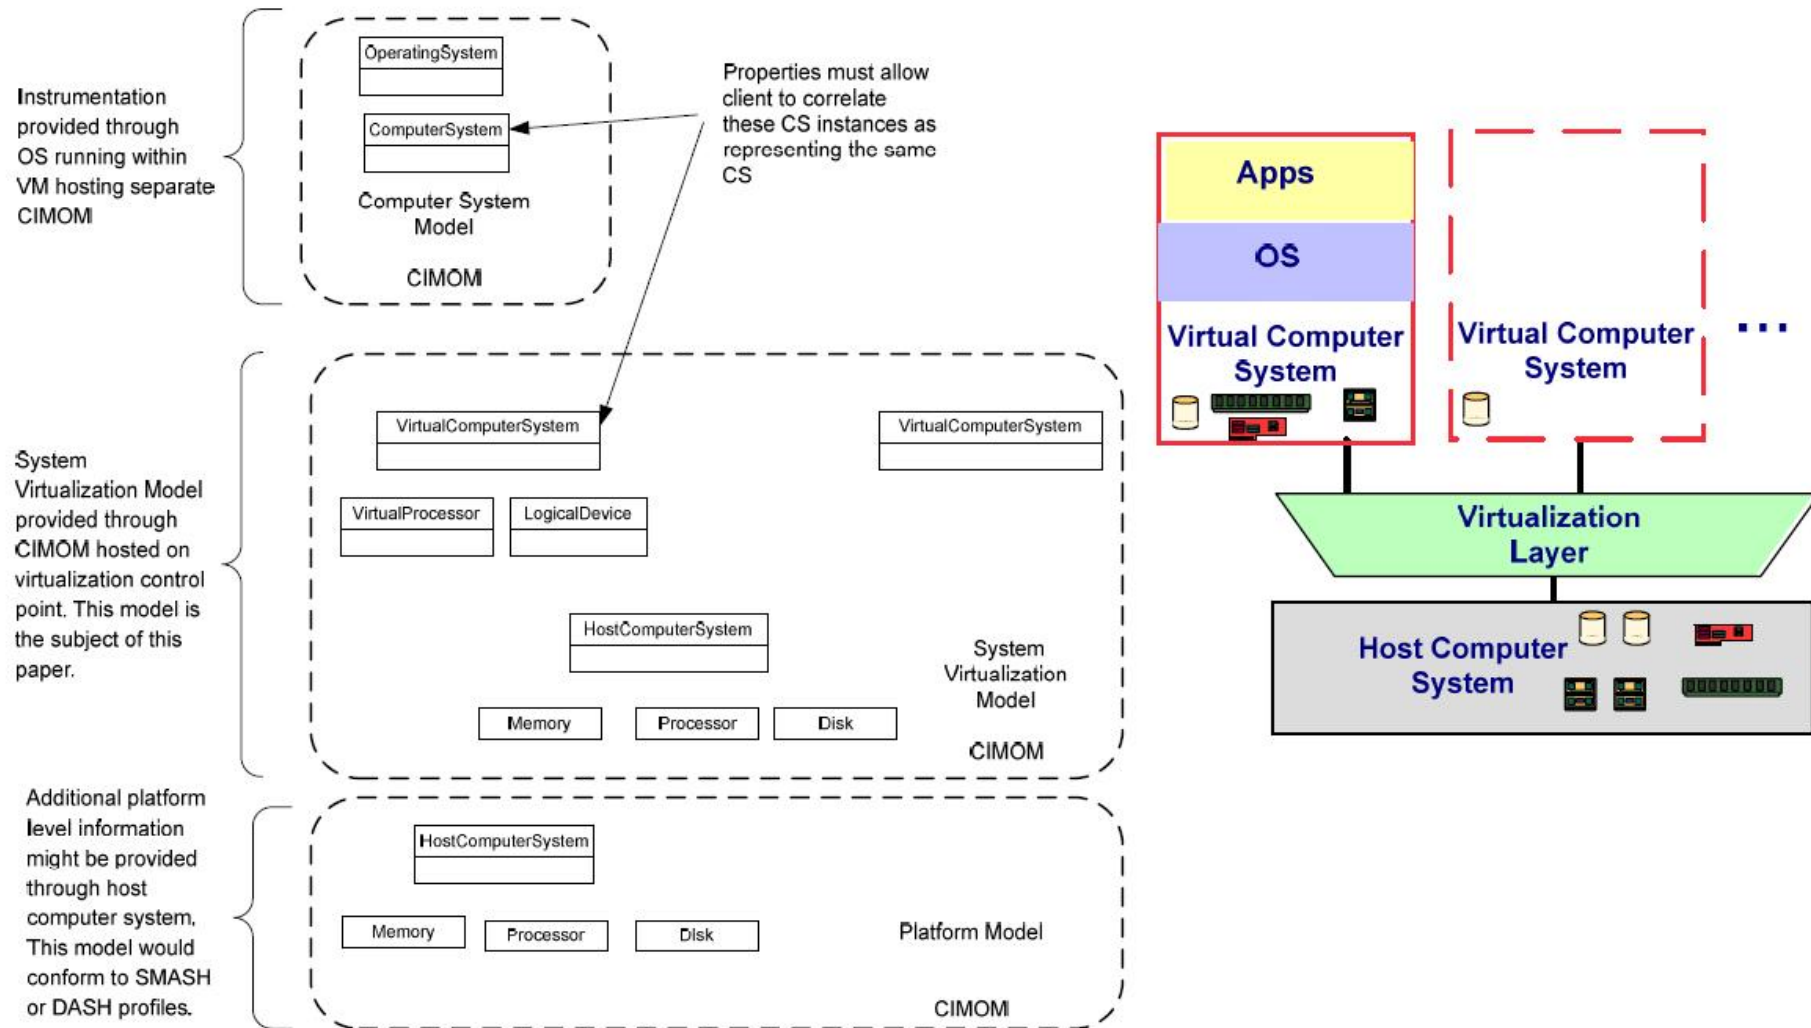 Instrumentation
provided through
OS running within
VM hosting separate
CIMOM
OperatingSystem
ComputerSystem
Computer System
Model
CIMOM
Properties must allow
client to correlate
these CS instances as
representing the same
CS
System
Virtualization Model
provided through
CIMOM hosted on
virtualization control
point. This model is
the subject of this
paper.
VirtualComputerSystem
VirtualComputerSystem
VirtualProcessor
LogicalDevice
HostComputerSystem
Memory
Processor
Disk
System
Virtualization
Model
CIMOM
Additional platform
level information
might be provided
through host
computer system.
This model would
conform to SMASH
or DASH profiles.
HostComputerSystem
Memory
Processor
Disk
Platform Model
CIMOM
Apps
OS
Virtual Computer
System
Virtual Computer
System
...
Virtualization
Layer
Host Computer
System